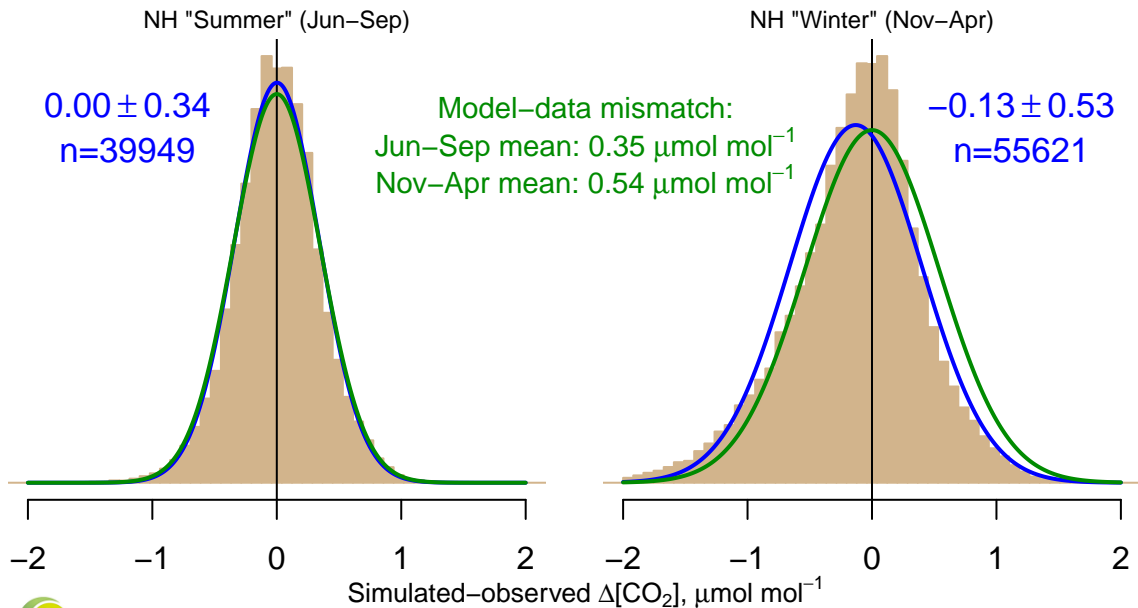 NH "Summer" (Jun−Sep)
NH "Winter" (Nov−Apr)
0.00 ± 0.34
n=39949
Model−data mismatch:
Jun−Sep mean: 0.35 μmol mol⁻¹
Nov−Apr mean: 0.54 μmol mol⁻¹
−0.13 ± 0.53
n=55621
−2 −1 0 1 2
−2 −1 0 1 2
Simulated−observed Δ[CO₂], μmol mol⁻¹